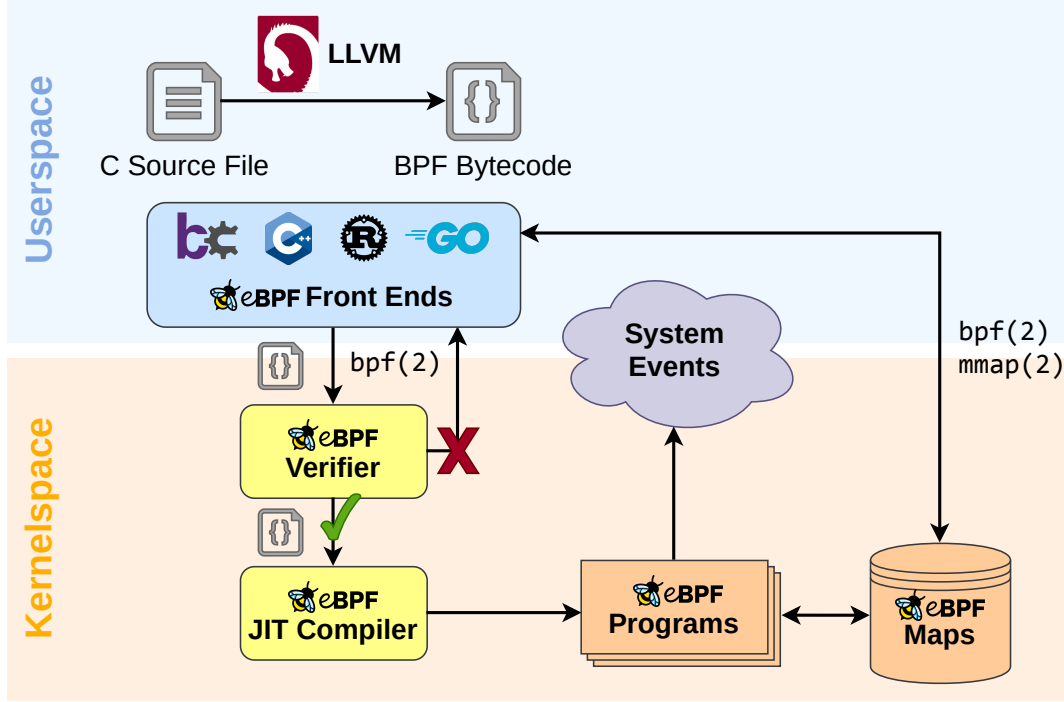 Userspace
LLVM
{}
C Source File
BPF Bytecode
bc
C++
R
GO
eBPF Front Ends
System
Events
bpf(2)
mmap(2)
{}
bpf(2)
Kernelspace
eBPF
Verifier
X
{}
eBPF
JIT Compiler
eBPF
Programs
eBPF
Maps